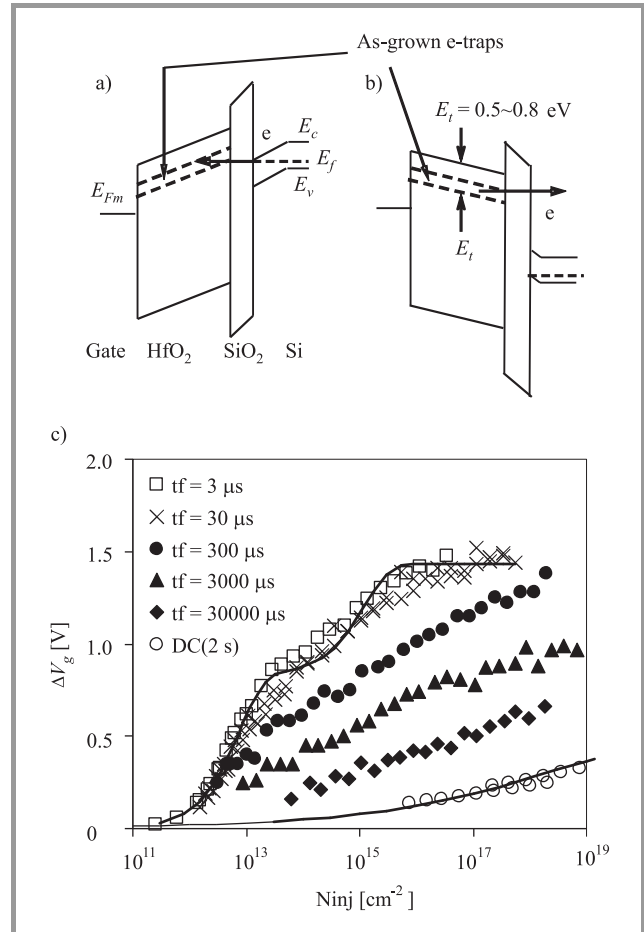 As-grown e-traps
a)
b)
E_t = 0.5~0.8 eV
e
E_c
E_f
E_v
E_Fm
e
E_t
Gate HfO₂ SiO₂ Si
c)
2.0
1.5
1.0
0.5
0
tf = 3 µs
tf = 30 µs
tf = 300 µs
tf = 3000 µs
tf = 30000 µs
DC(2 s)
ΔV_g [V]
10¹¹ 10¹³ 10¹⁵ 10¹⁷ 10¹⁹
Ninj [cm⁻²]